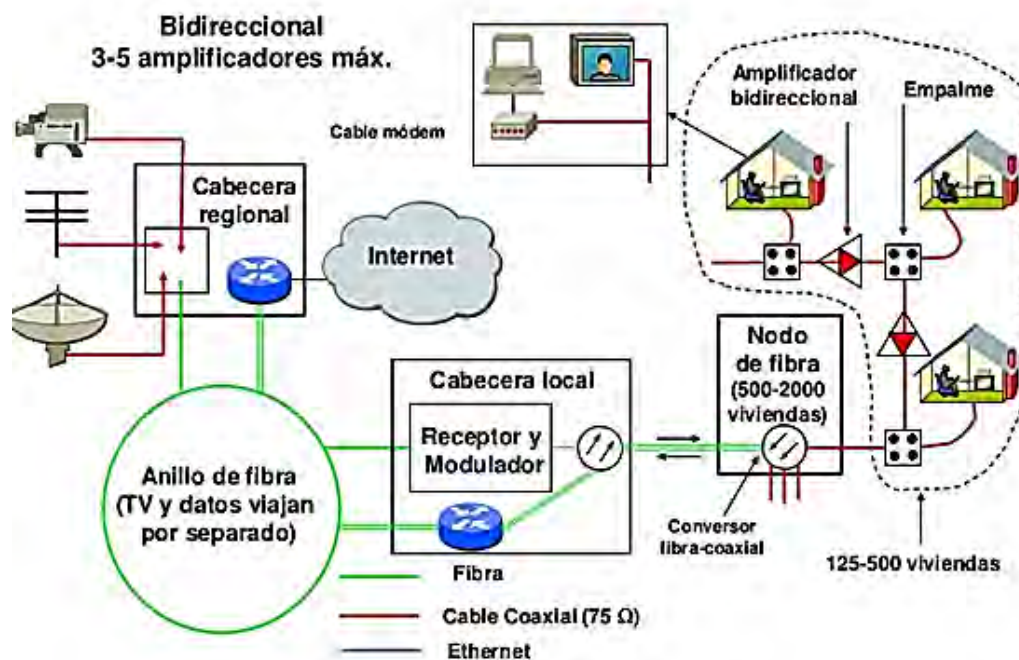 Bidireccional
3-5 amplificadores máx.
Cable módem
Amplificador
bidireccional
Empalme
Cabecera
regional
Internet
Nodo
de fibra
(500-2000
viviendas)
Cabecera local
Receptor y
Modulador
Anillo de fibra
(TV y datos viajan
por separado)
Conversor
fibra-coaxial
125-500 viviendas
Fibra
Cable Coaxial (75 Ω)
Ethernet